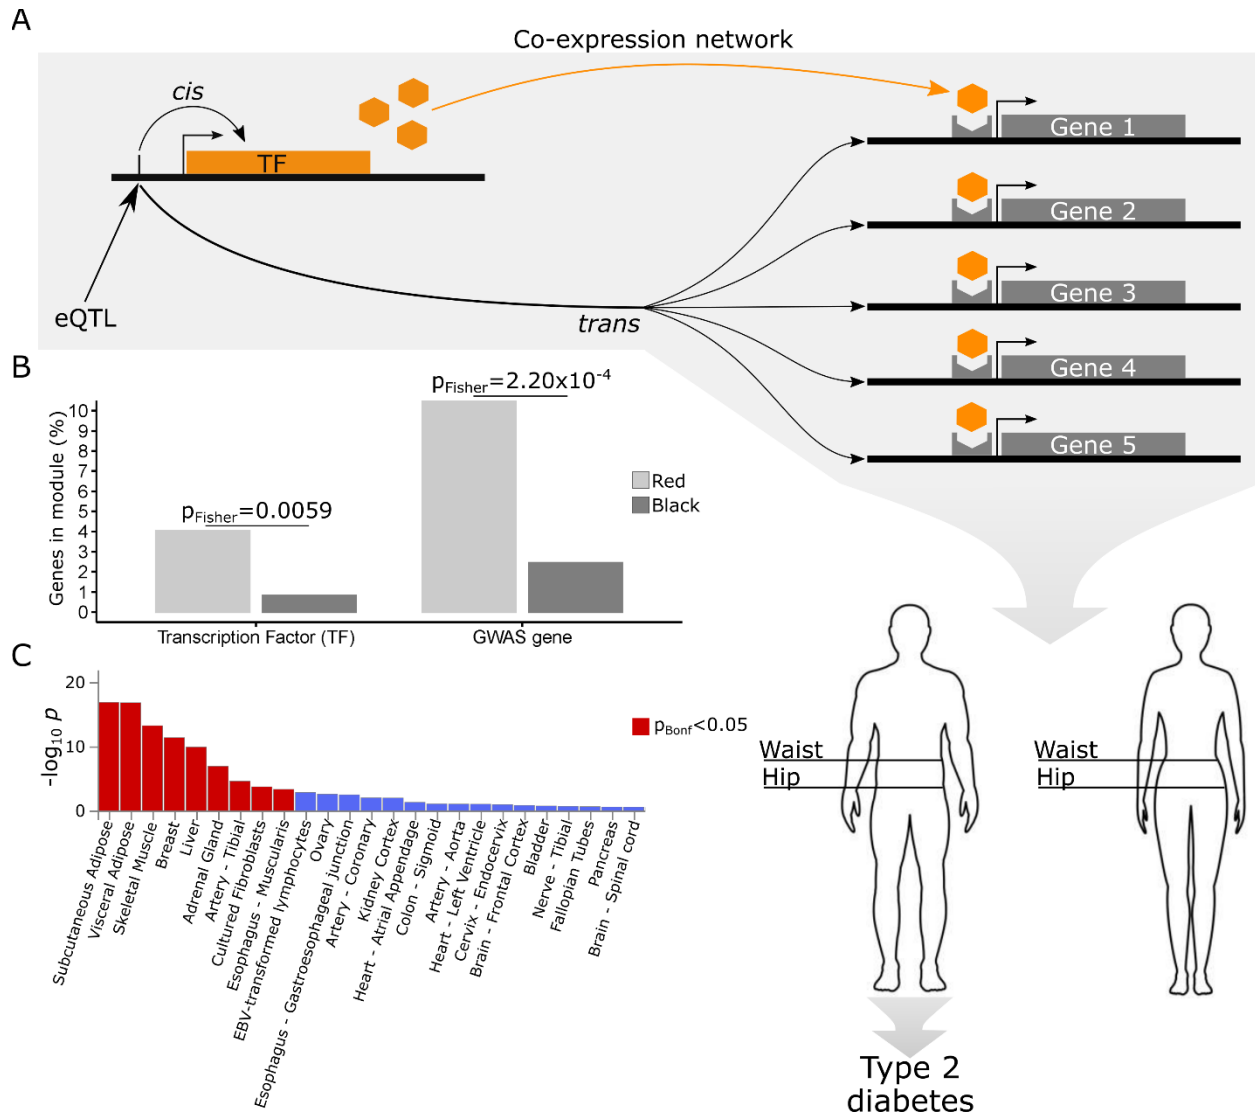 A
Co-expression network
cis
TF
eQTL
trans
Gene 1
Gene 2
Gene 3
Gene 4
Gene 5
B
Genes in module (%)
10
9
8
7
6
5
4
3
2
1
0
pFisher=0.0059
pFisher=2.20x10-4
Red
Black
Transcription Factor (TF)
GWAS gene
C
-log10 p
20
10
0
pBonf<0.05
Subcutaneous Adipose
Visceral Adipose
Skeletal Muscle
Breast
Liver
Adrenal Gland
Artery - Tibial
Cultured Fibroblasts
Esophagus - Muscularis
EBV-transformed lymphocytes
Ovary
Esophagus - Gastroesophageal junction
Artery - Coronary
Kidney Cortex
Heart - Atrial Appendage
Colon - Sigmoid
Artery - Aorta
Heart - Left Ventricle
Cervix - Endocervix
Brain - Frontal Cortex
Bladder
Nerve - Tibial
Fallopian Tubes
Pancreas
Brain - Spinal cord
Waist
Hip
Waist
Hip
Type 2
diabetes